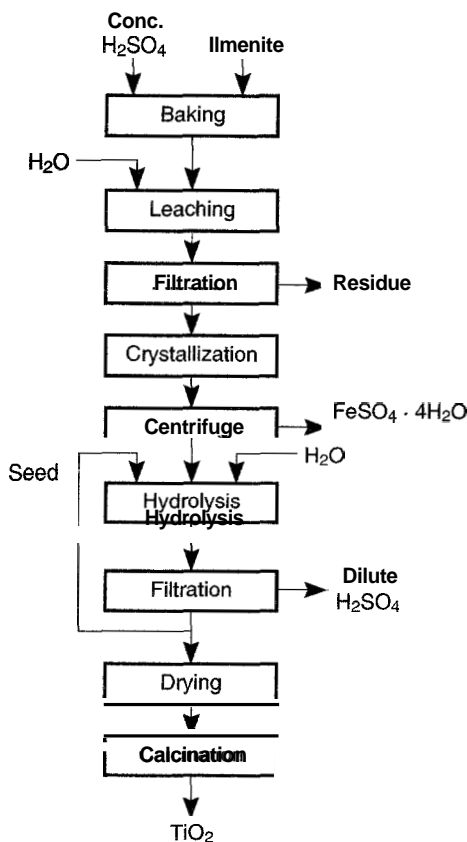 Conc.
H₂SO₄
Ilmenite
Baking
H₂O
Leaching
Filtration
Residue
Crystallization
Centrifuge
FeSO₄ · 4H₂O
H₂O
Seed
Hydrolysis
Hydrolysis
Filtration
Dilute
H₂SO₄
Drying
Calcination
TiO₂